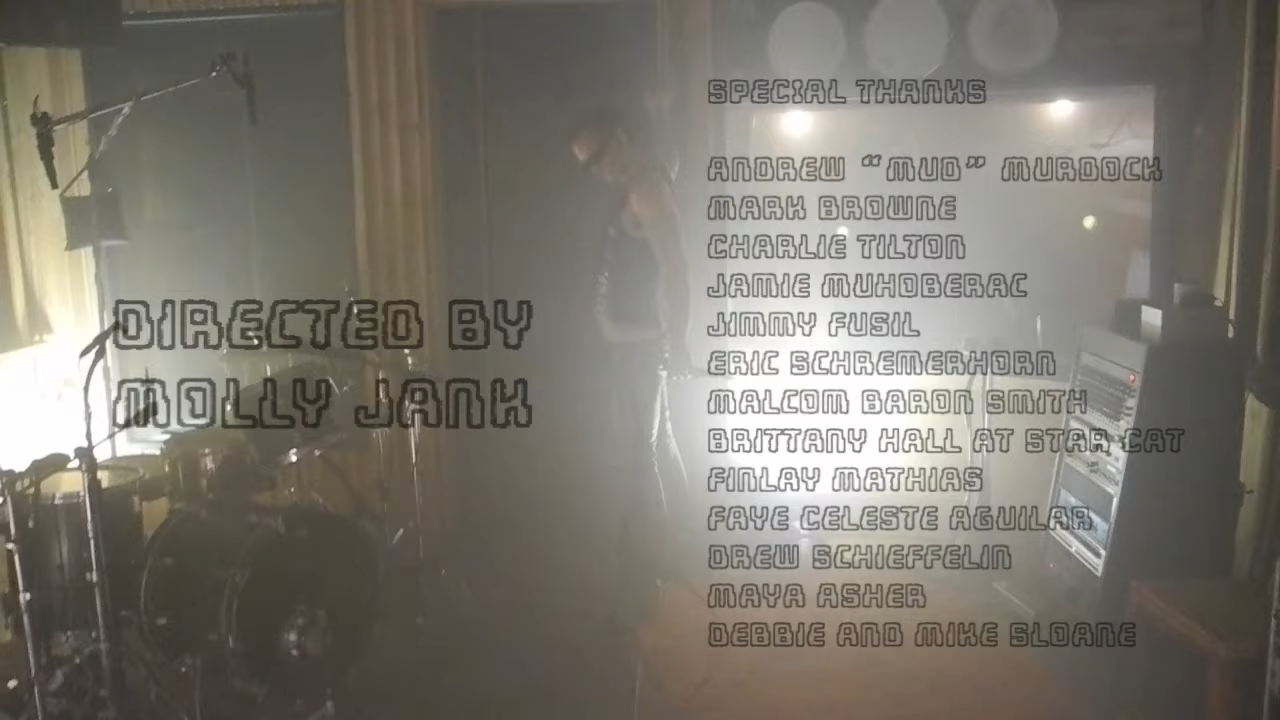 DIRECTED BY
MOLLY JANK
SPECIAL THANKS
ANDREW “MUD” MURDOCK
MARK BROWNE
CHARLIE TILTON
JAMIE MUHOBERAC
JIMMY FUSIL
ERIC SCHREMERHORN
MALCOM BARON SMITH
BRITTANY HALL AT STAR CAT
FINLAY MATHIAS
FAYE CELESTE AGUILAR
DREW SCHIEFFELIN
MAYA ASHER
DEBBIE AND MIKE SLOANE